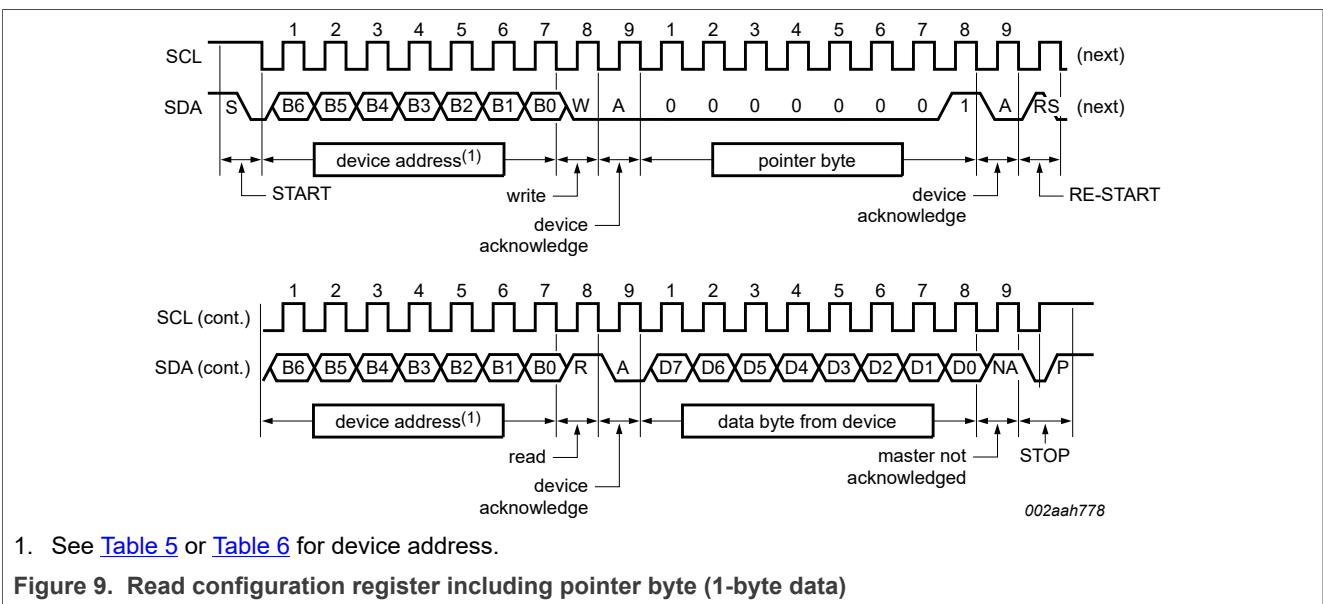 1 2 3 4 5 6 7 8 9 1 2 3 4 5 6 7 8 9
SCL (next)
SDA S B6 B5 B4 B3 B2 B1 B0 W A 0 0 0 0 0 0 0 1 A RS (next)
device address(1) pointer byte
START write device RE-START
acknowledge
device
acknowledge
1 2 3 4 5 6 7 8 9 1 2 3 4 5 6 7 8 9
SCL (cont.)
SDA (cont.) B6 B5 B4 B3 B2 B1 B0 R A D7 D6 D5 D4 D3 D2 D1 D0 NA P
device address(1) data byte from device
read master not STOP
acknowledged
device
acknowledge
002aah778
1. See Table 5 or Table 6 for device address.
Figure 9. Read configuration register including pointer byte (1-byte data)